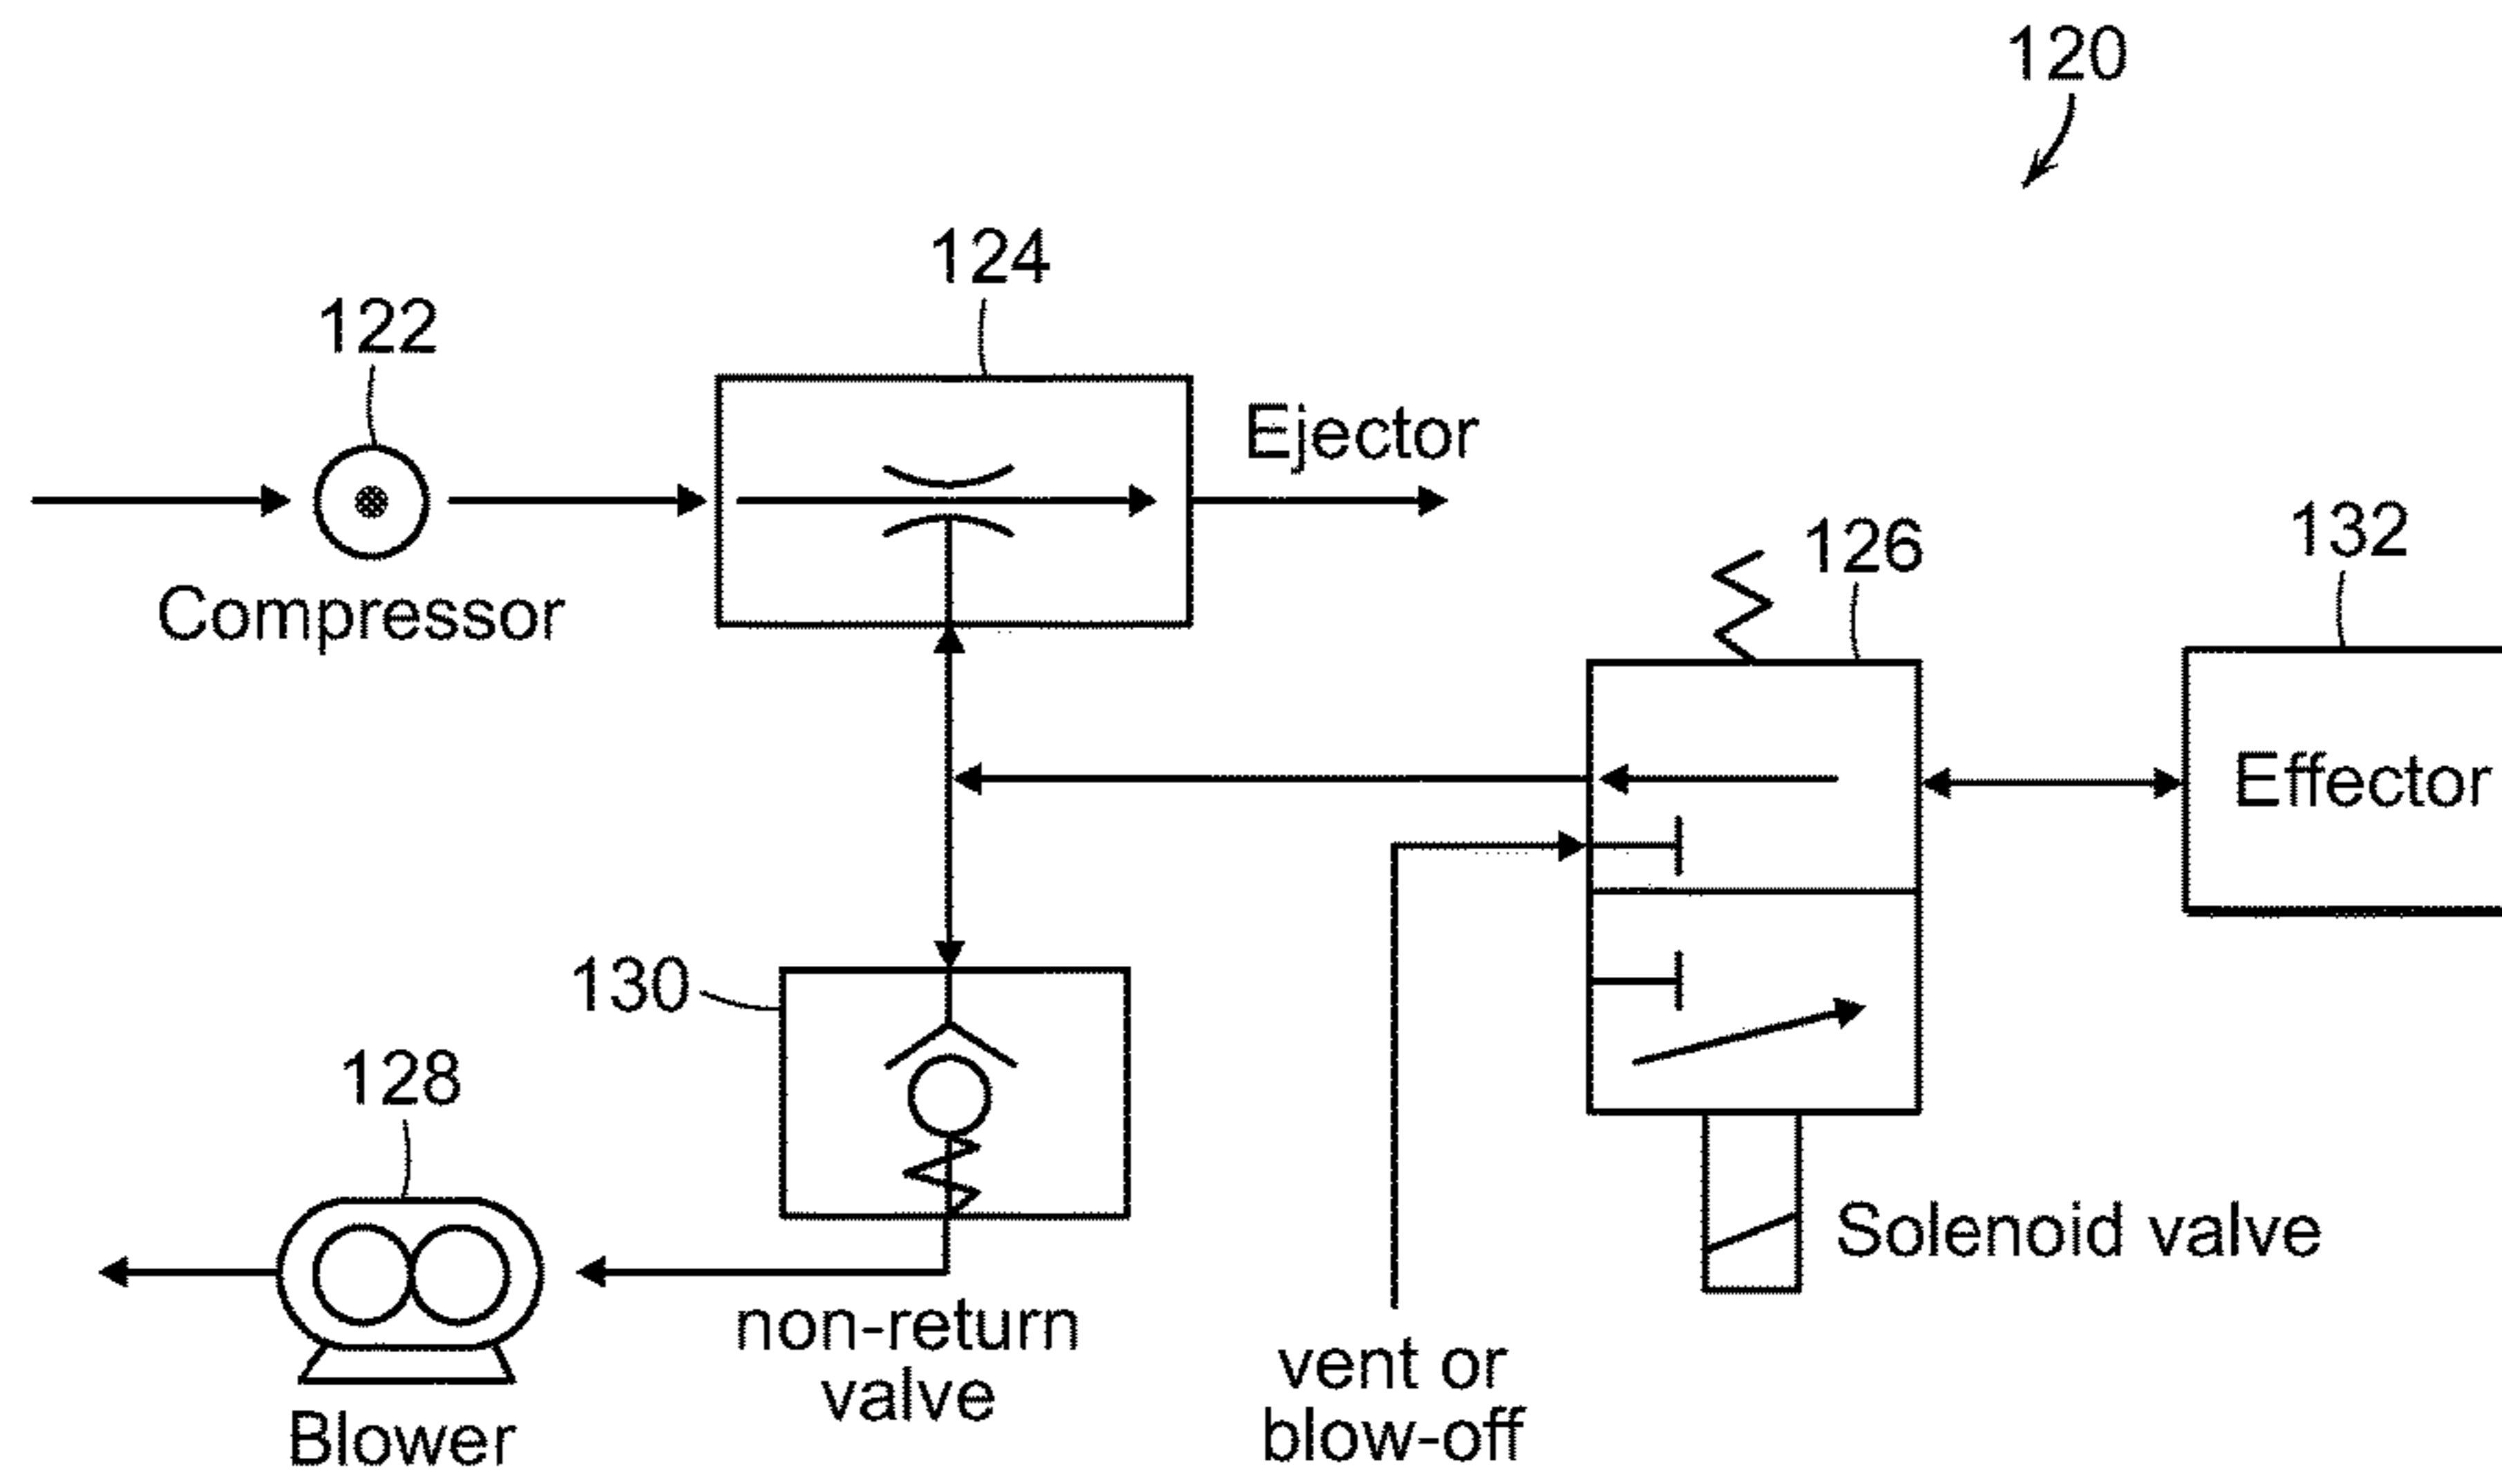 120
124
122
Ejector
126
132
Compressor
Effector
130
128
Solenoid valve
non-return
valve
vent or
blow-off
Blower